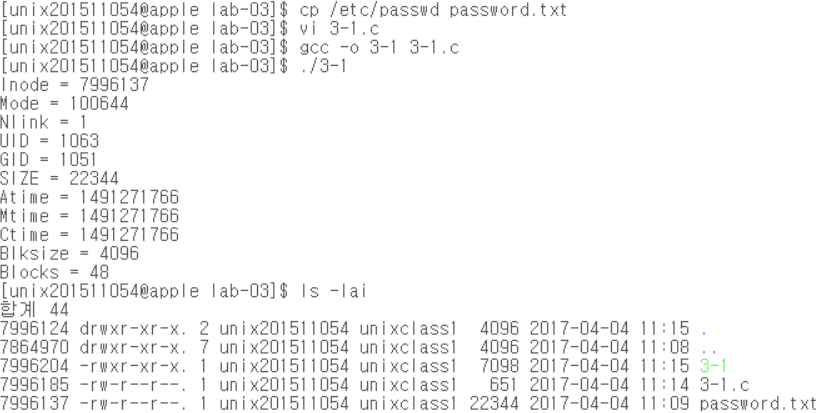 [unix201511054@apple lab-03]$ cp /etc/passwd password.txt
[unix201511054@apple lab-03]$ vi 3-1.c
[unix201511054@apple lab-03]$ gcc -o 3-1 3-1.c
[unix201511054@apple lab-03]$ ./3-1
Inode = 7996137
Mode = 100644
Nlink = 1
UID = 1063
GID = 1051
SIZE = 22344
Atime = 1491271766
Mtime = 1491271766
Ctime = 1491271766
Blksize = 4096
Blocks = 48
[unix201511054@apple lab-03]$ ls -lai
합계 44
7996124 drwxr-xr-x. 2 unix201511054 unixclass1  4096 2017-04-04 11:15 .
7864970 drwxr-xr-x. 7 unix201511054 unixclass1  4096 2017-04-04 11:08 ..
7996204 -rwxr-xr-x. 1 unix201511054 unixclass1  7098 2017-04-04 11:15 3-1
7996185 -rw-r--r--. 1 unix201511054 unixclass1   651 2017-04-04 11:14 3-1.c
7996137 -rw-r--r--. 1 unix201511054 unixclass1 22344 2017-04-04 11:09 password.txt